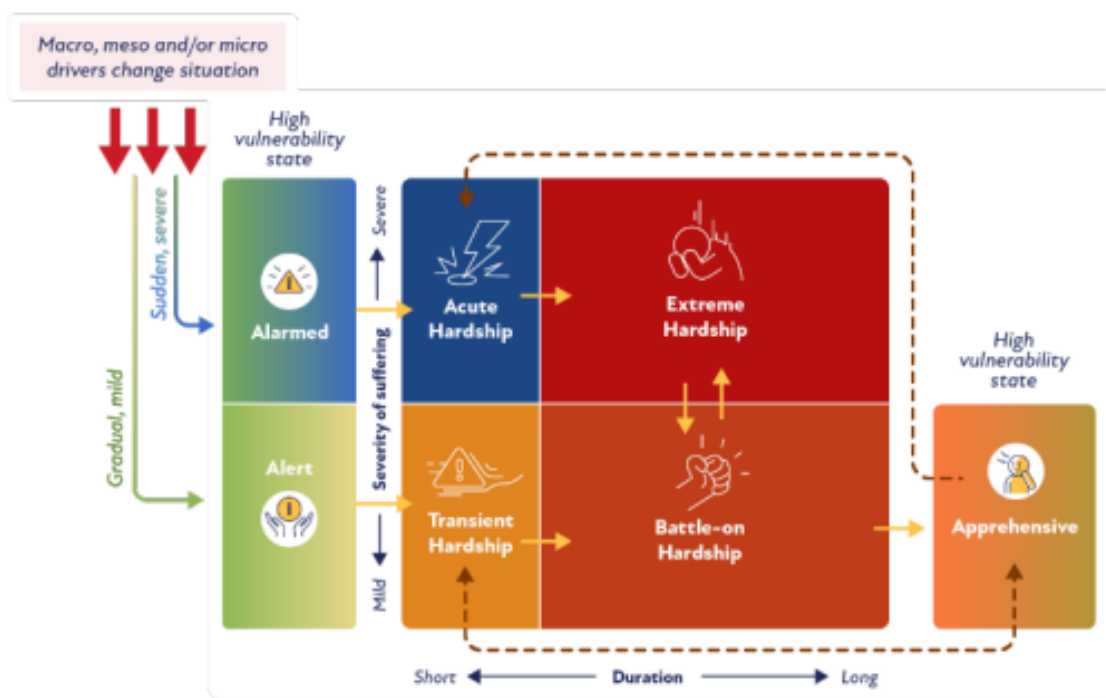 Macro, meso and/or micro
drivers change situation
High
vulnerability
state
Sudden, severe
Gradual, mild
Alarmed
Alert
Severe
Severity of suffering
Mild
Acute
Hardship
Extreme
Hardship
Transient
Hardship
Battle-on
Hardship
High
vulnerability
state
Apprehensive
Short
Duration
Long